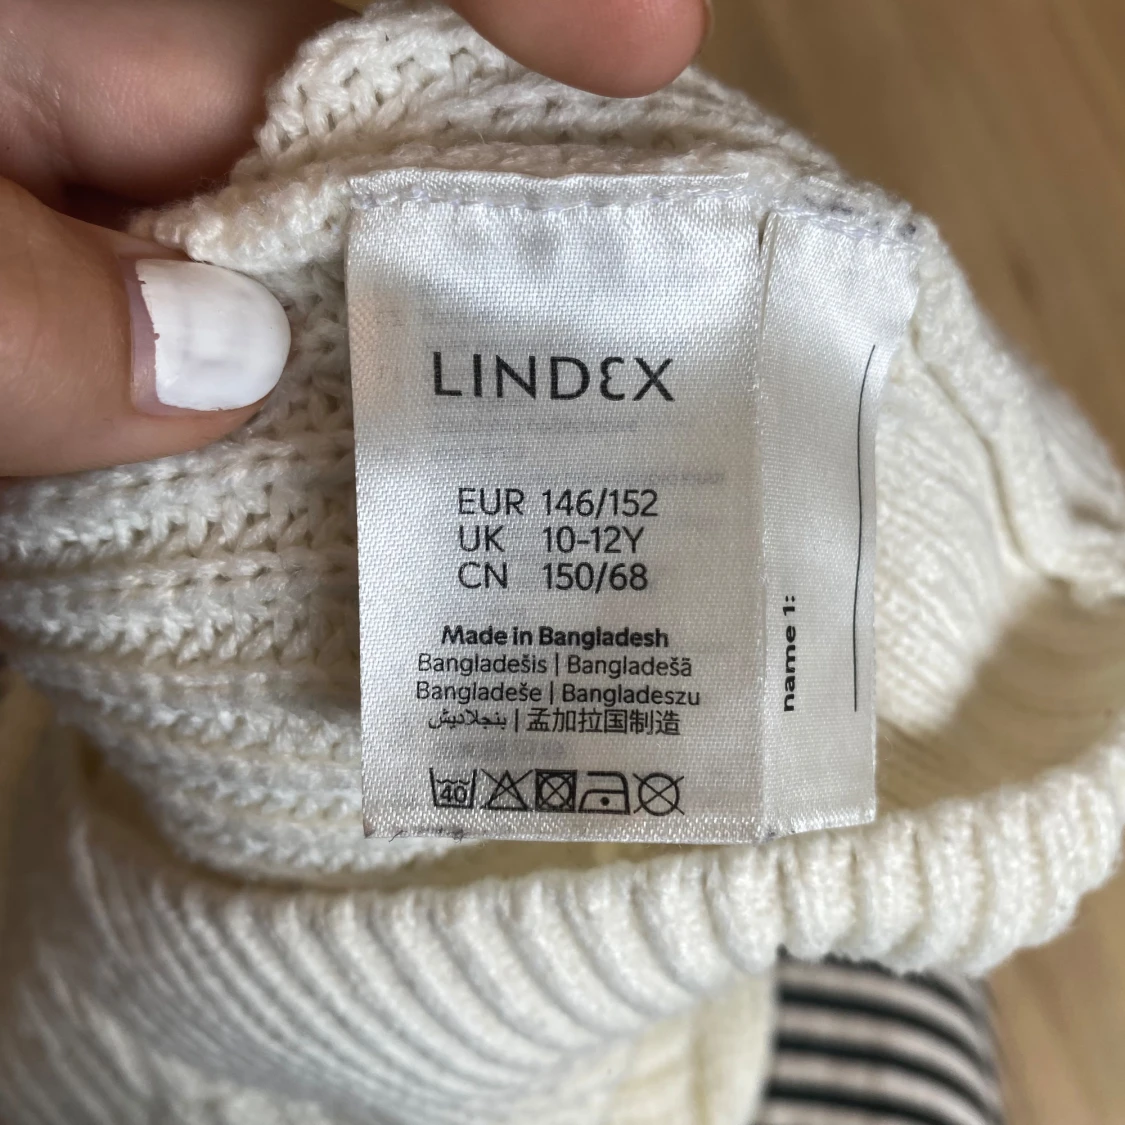 LINDEX
EUR 146/152
UK 10-12Y
CN 150/68
Made in Bangladesh
Bangladešis | Bangladešā
Bangladeše | Bangladeszu
بنجلاديش | 孟加拉国制造
40
name 1: